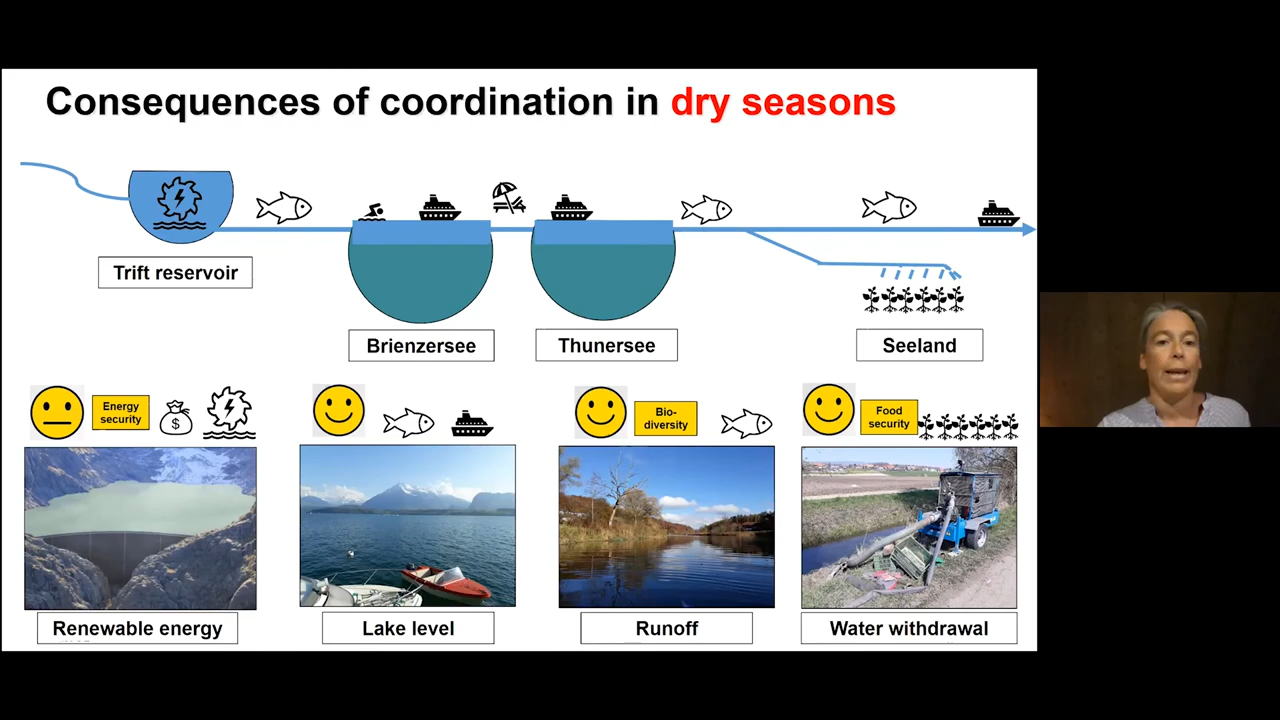 Consequences of coordination in dry seasons
Trift reservoir
Brienzersee
Thunersee
Seeland
Energy
security
$
Bio-
diversity
Food
security
Renewable energy
Lake level
Runoff
Water withdrawal